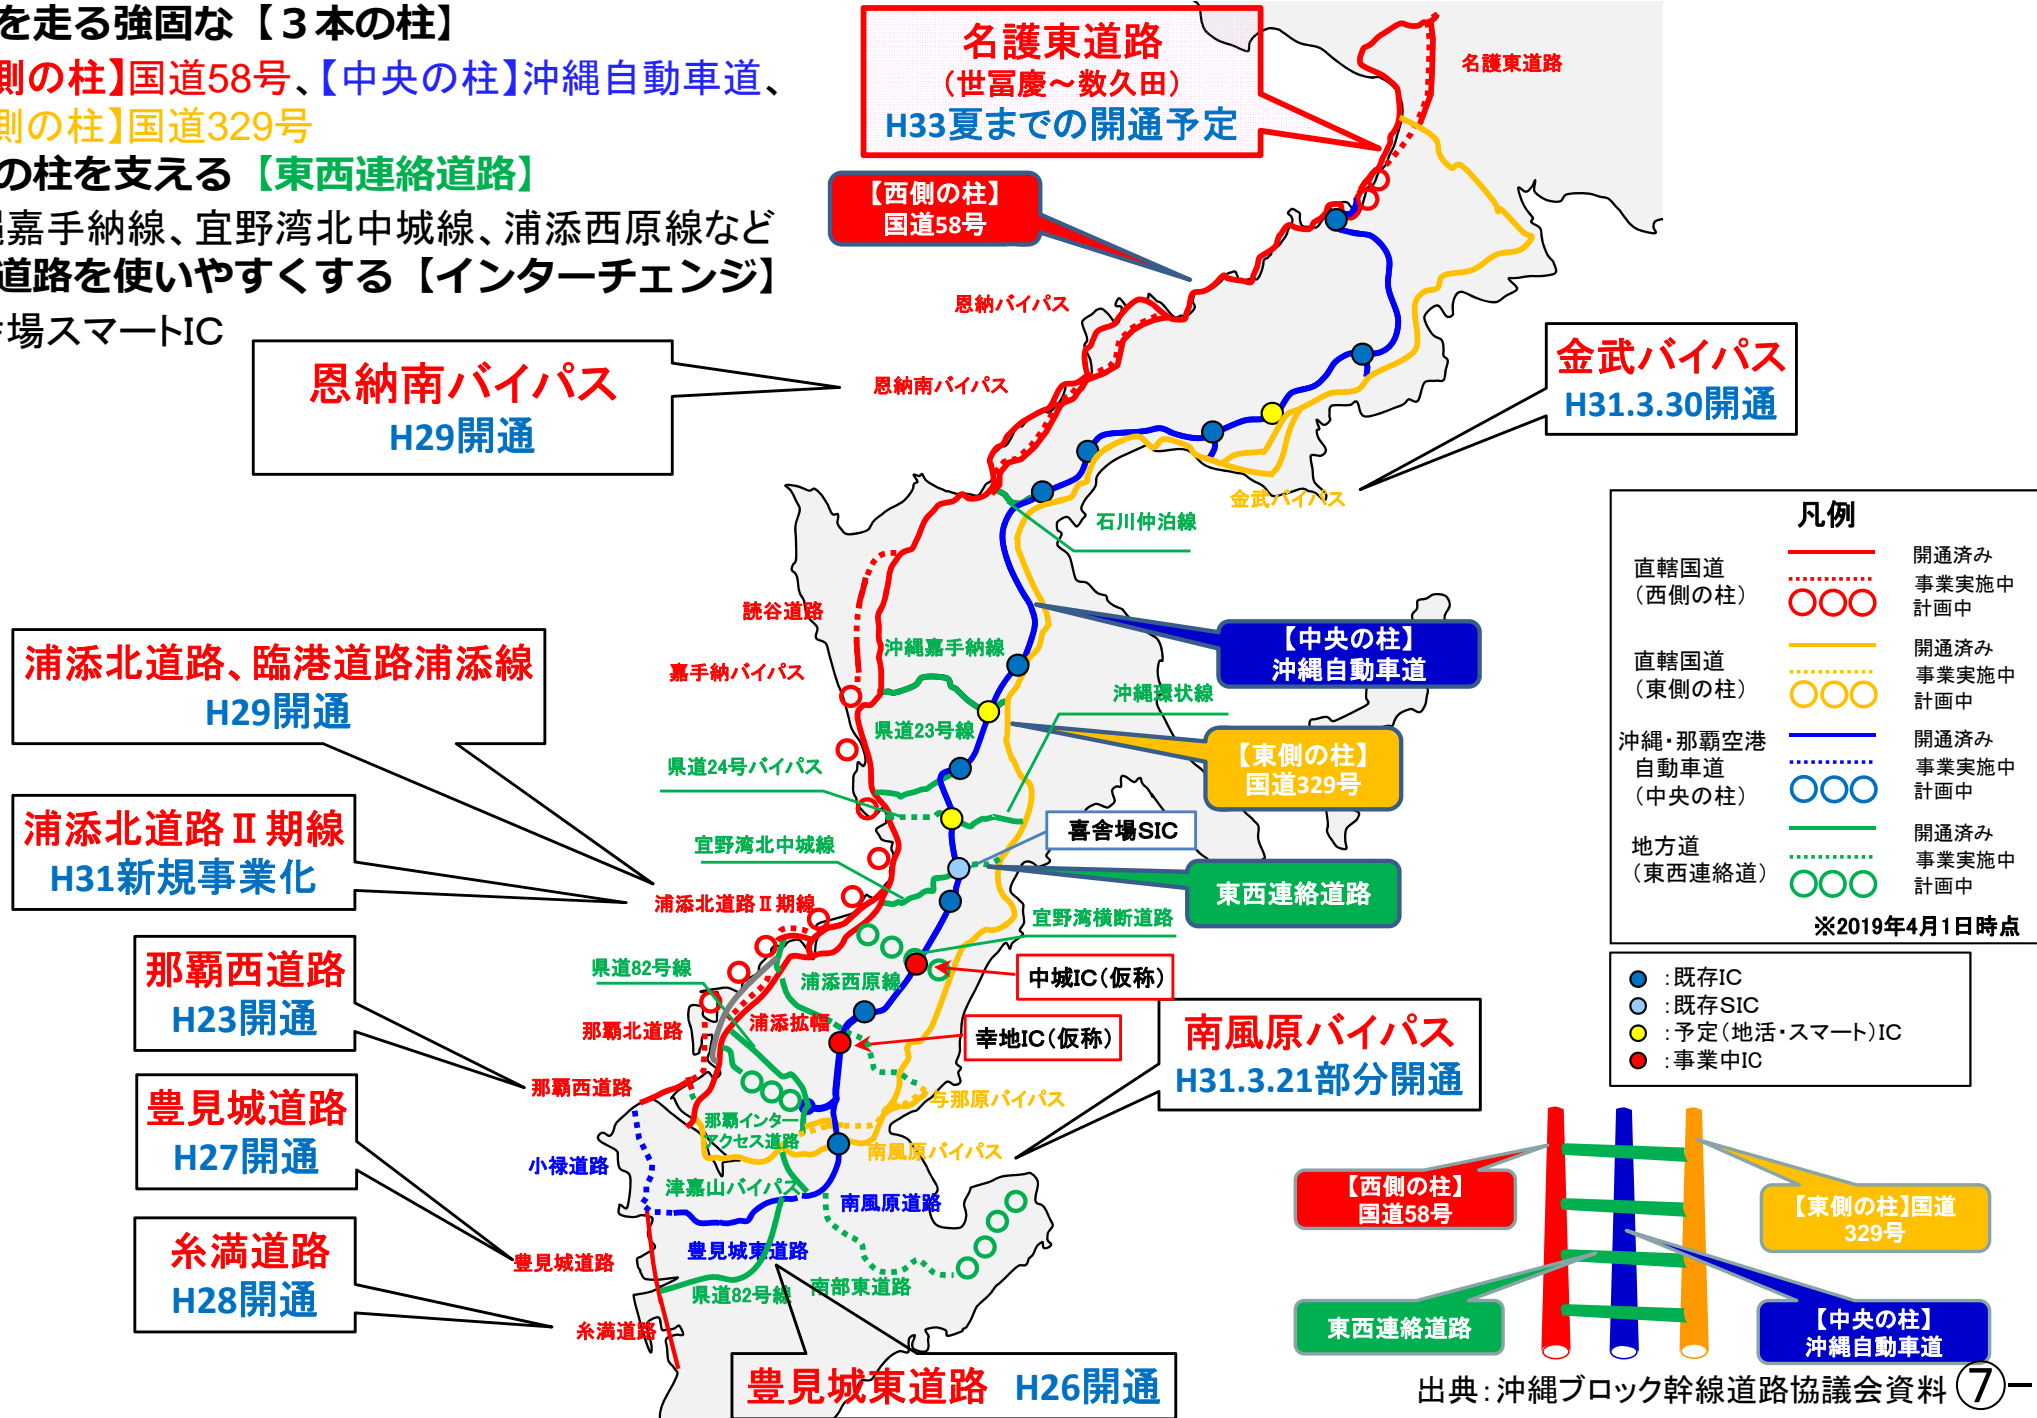 を走る強固な【３本の柱】
側の柱】国道58号、【中央の柱】沖縄自動車道、
側の柱】国道329号
の柱を支える【東西連絡道路】
嘉手納線、宜野湾北中城線、浦添西原線など
道路を使いやすくする【インターチェンジ】
場スマートIC
名護東道路
（世冨慶～数久田）
H33夏までの開通予定
名護東道路
【西側の柱】
国道58号
恩納バイパス
恩納南バイパス
恩納南バイパス
H29開通
金武バイパス
H31.3.30開通
金武バイパス
石川仲泊線
凡例
直轄国道
（西側の柱）
開通済み
事業実施中
計画中
直轄国道
（東側の柱）
開通済み
事業実施中
計画中
沖縄・那覇空港
自動車道
（中央の柱）
開通済み
事業実施中
計画中
地方道
（東西連絡道）
開通済み
事業実施中
計画中
※2019年4月1日時点
：既存IC
：既存SIC
：予定（地活・スマート）IC
：事業中IC
読谷道路
沖縄嘉手納線
嘉手納バイパス
【中央の柱】
沖縄自動車道
沖縄環状線
県道23号線
【東側の柱】
国道329号
県道24号バイパス
喜舎場SIC
宜野湾北中城線
東西連絡道路
浦添北道路、臨港道路浦添線
H29開通
浦添北道路Ⅱ期線
H31新規事業化
浦添北道路Ⅱ期線
宜野湾横断道路
県道82号線
浦添西原線
中城IC（仮称）
那覇西道路
H23開通
那覇北道路
浦添拡幅
幸地IC（仮称）
南風原バイパス
H31.3.21部分開通
那覇西道路
与那原バイパス
豊見城道路
H27開通
那覇インター
アクセス道路
南風原バイパス
小禄道路
津嘉山バイパス
南風原道路
糸満道路
H28開通
豊見城道路
豊見城東道路
県道82号線
南部東道路
糸満道路
豊見城東道路 H26開通
【西側の柱】
国道58号
【東側の柱】国道
329号
東西連絡道路
【中央の柱】
沖縄自動車道
出典：沖縄ブロック幹線道路協議会資料
⑦－